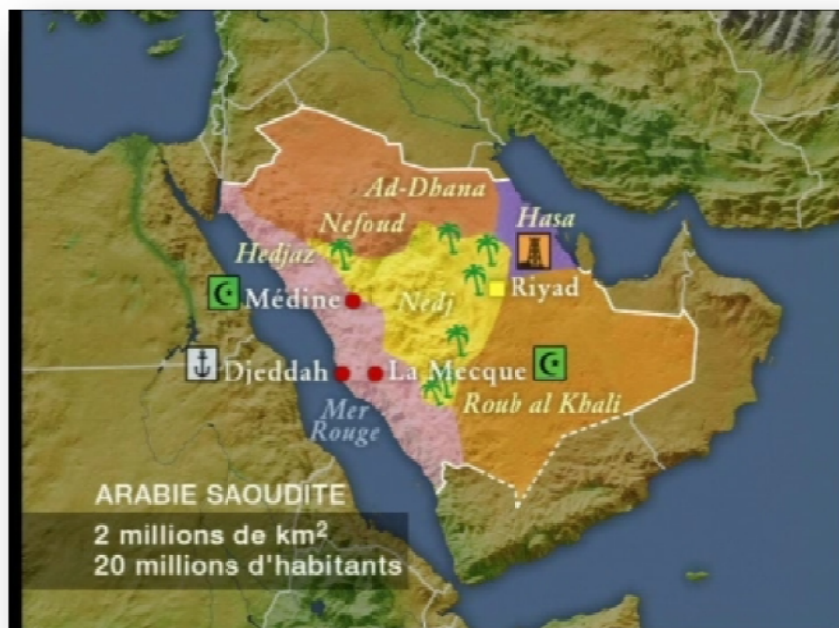 Ad-Dhana
Hasa
Nefoud
Hedjaz
Médine
Nedj
Riyad
Djeddah
La Mecque
Roub al Khali
Mer
Rouge
ARABIE SAOUDITE
2 millions de km²
20 millions d'habitants